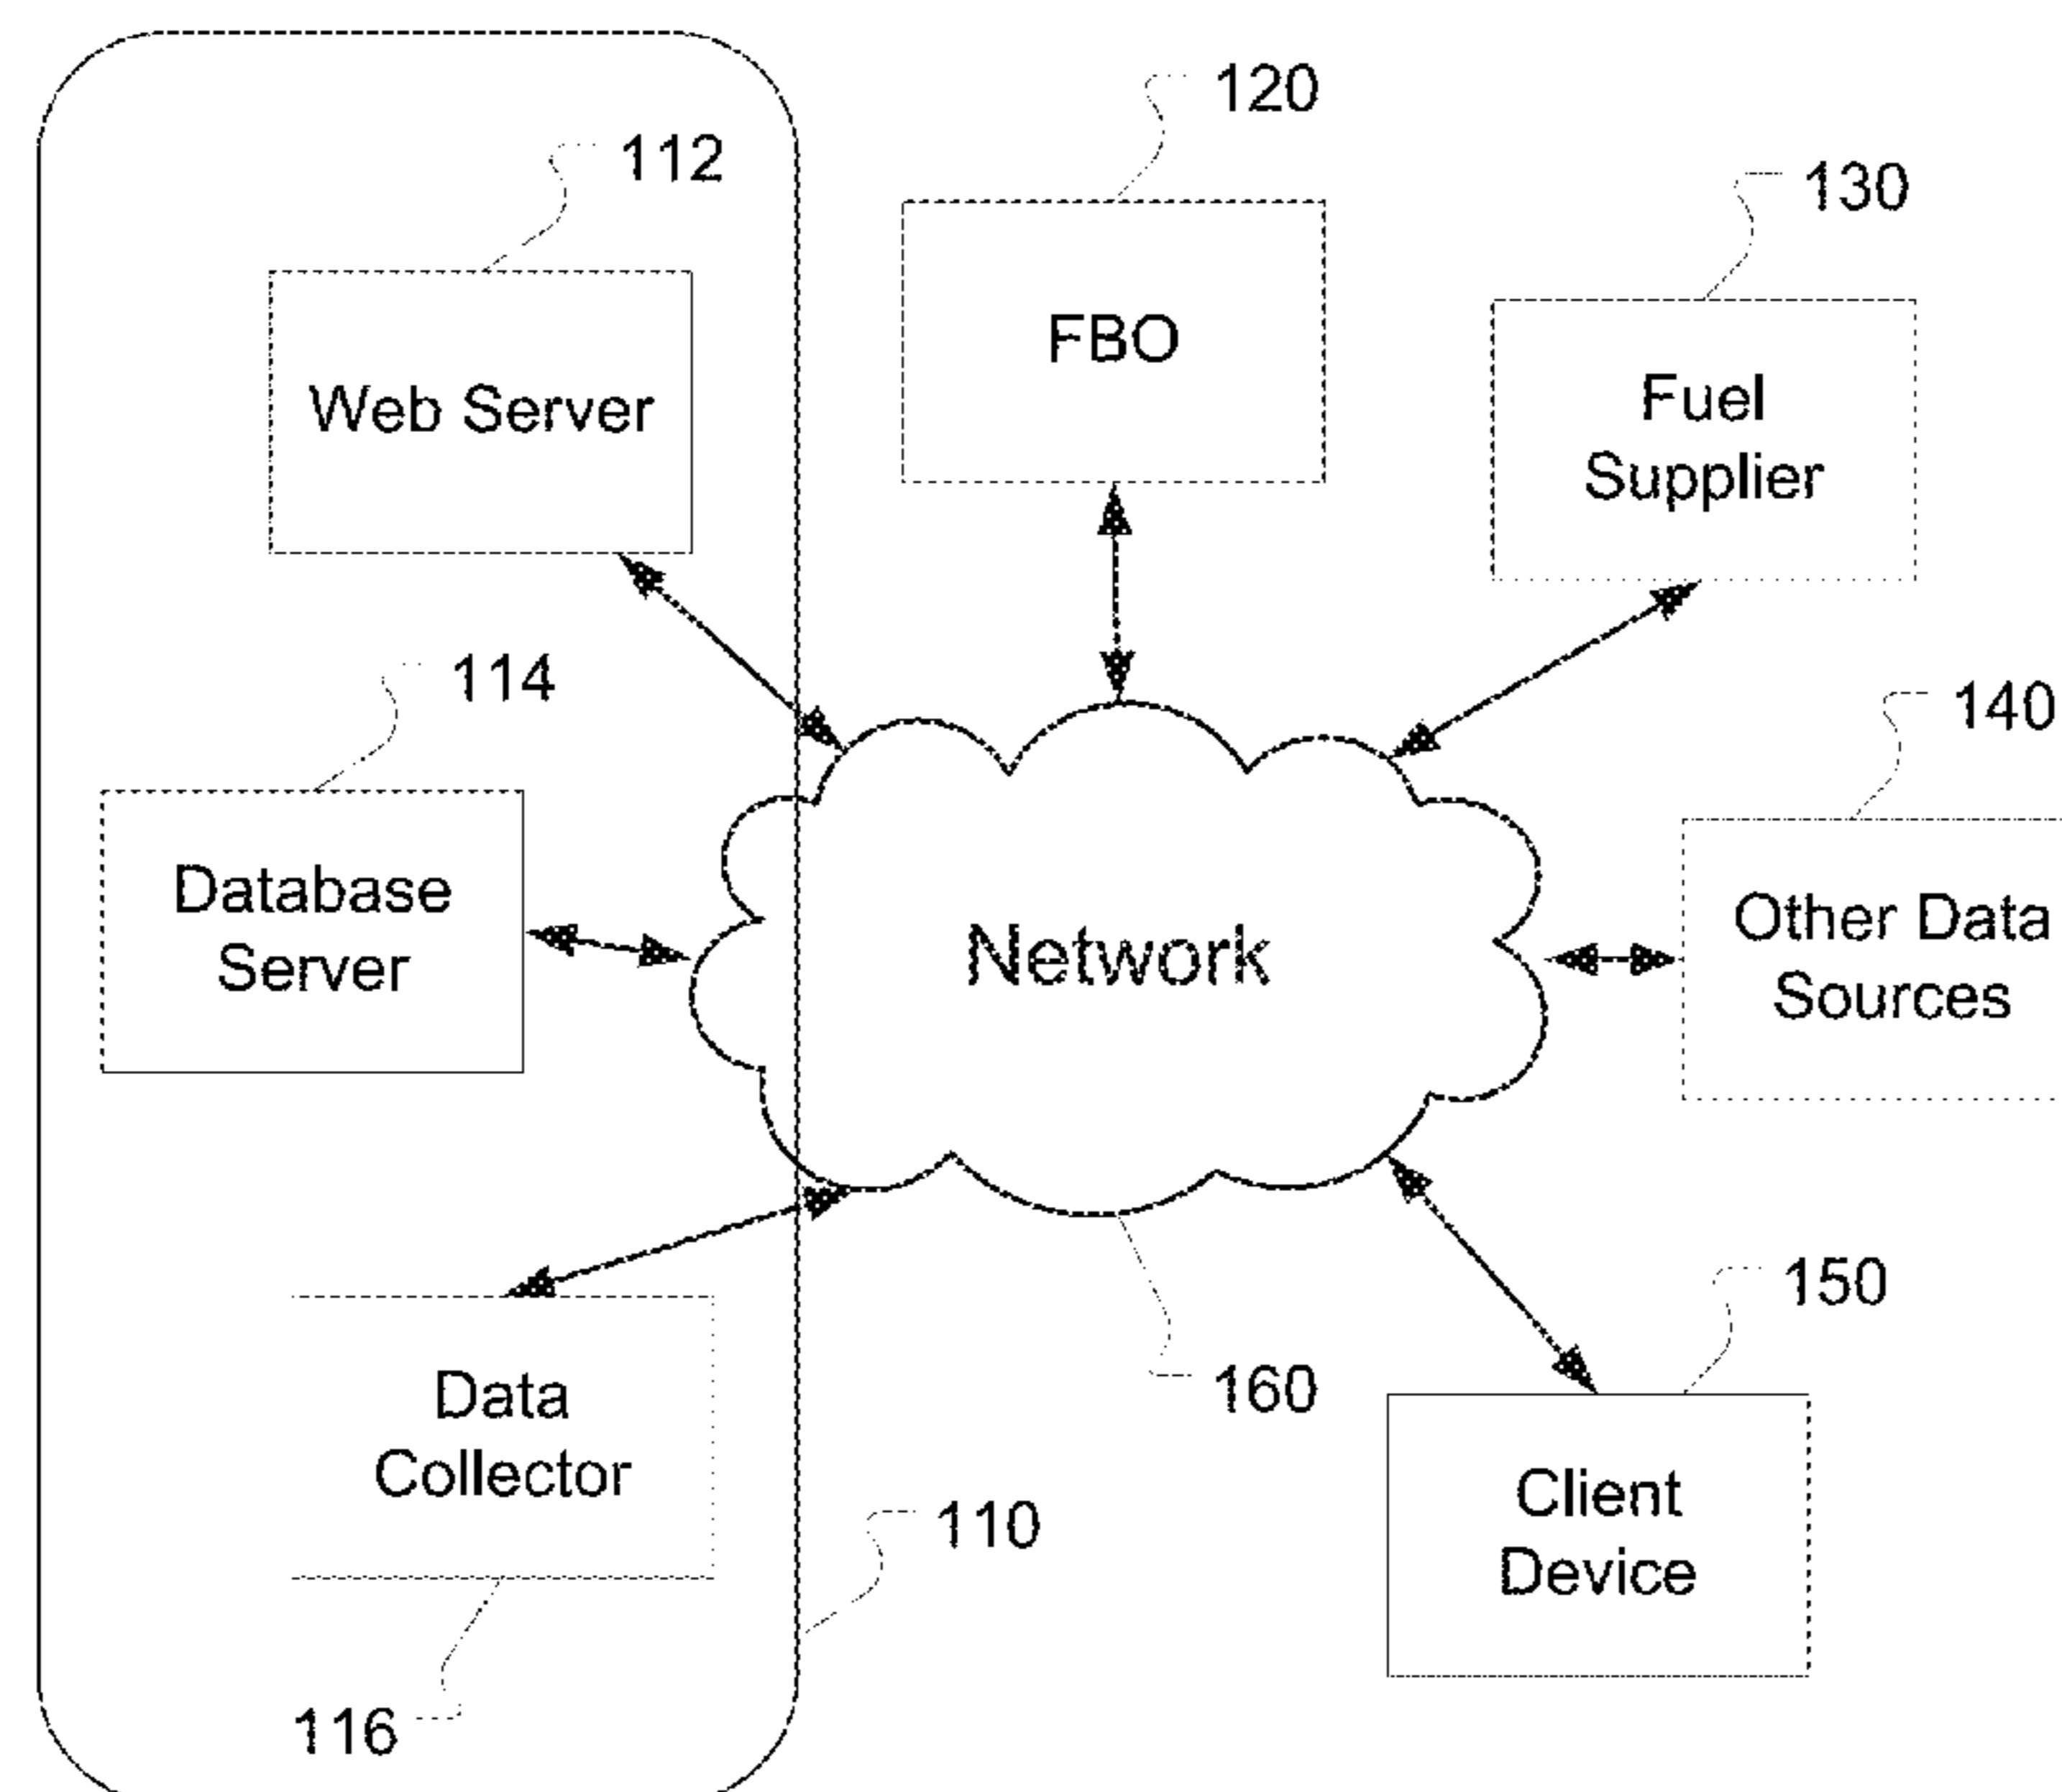 120
112
130
FBO
Web Server
Fuel
Supplier
114
140
Database
Server
Network
Other Data
Sources
150
160
Data
Collector
Client
Device
110
116